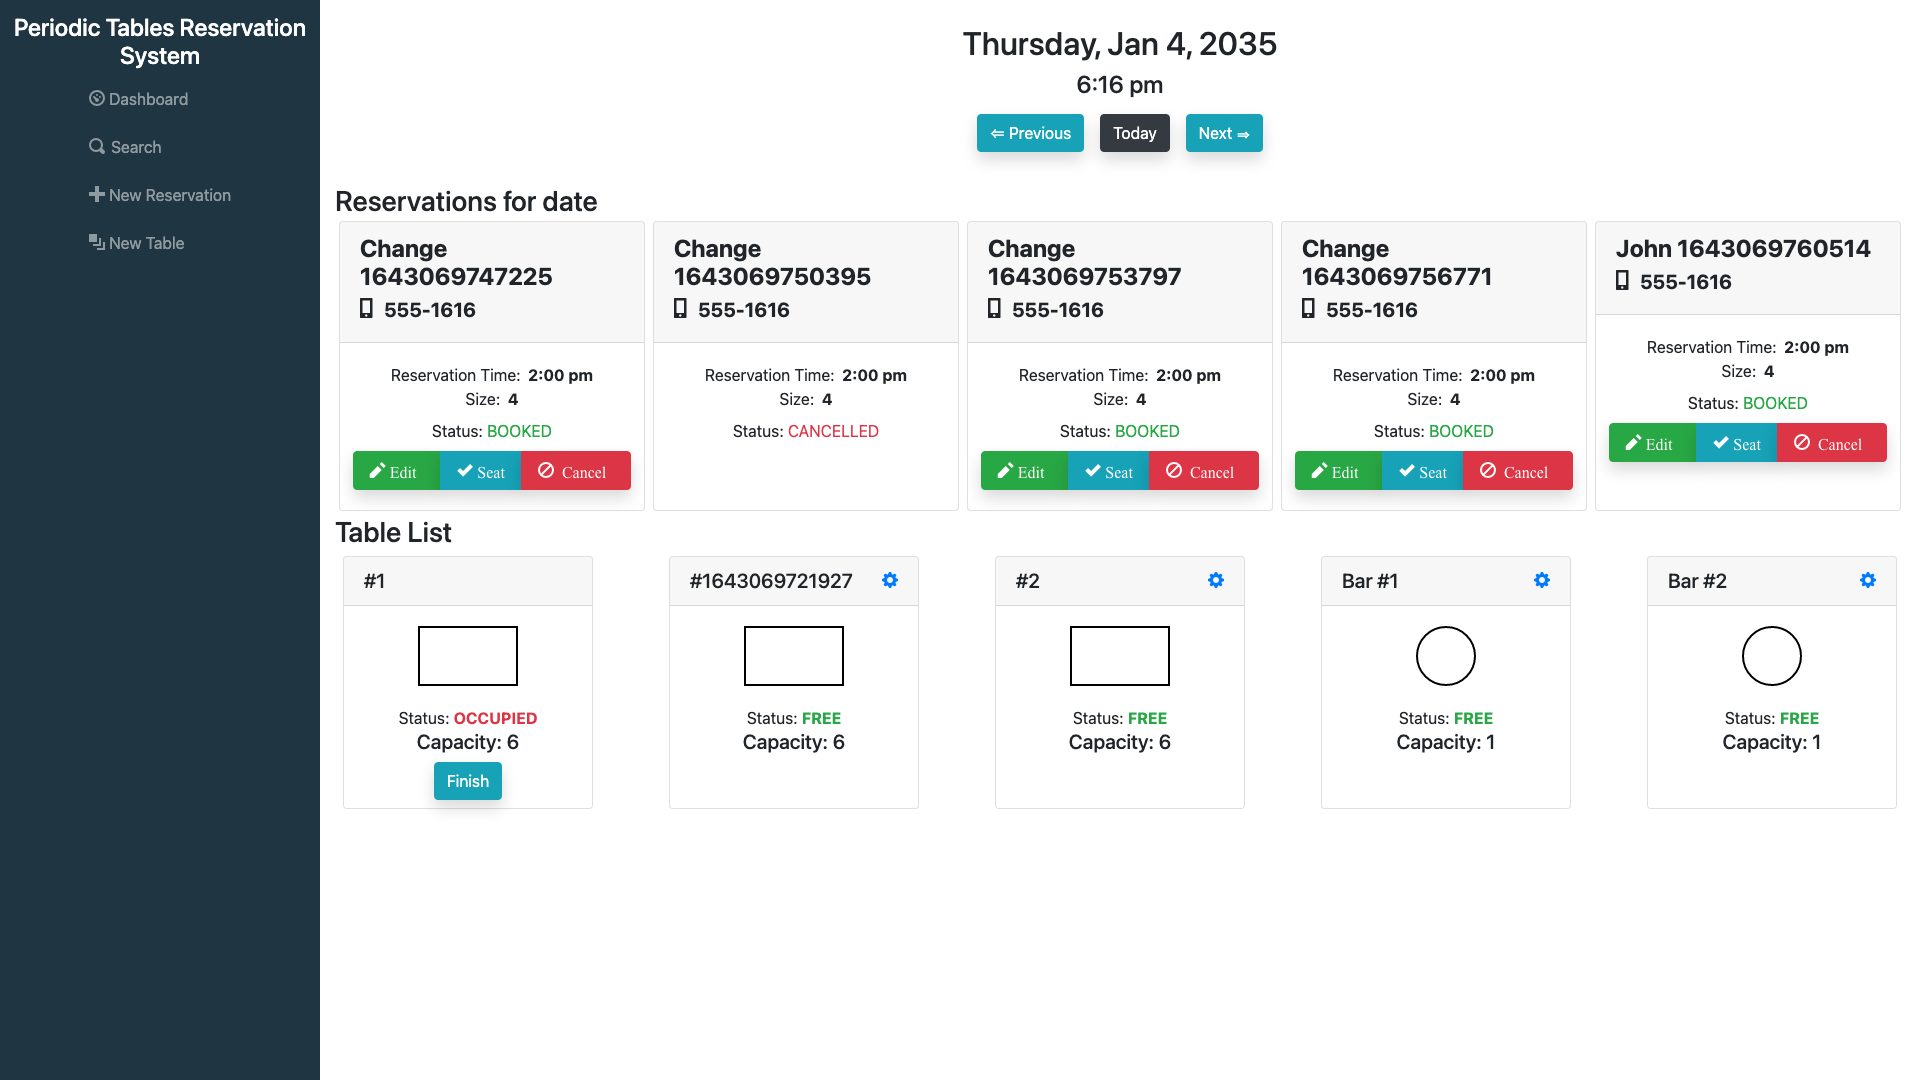 Periodic Tables Reservation
System
Dashboard
Search
New Reservation
New Table
Thursday, Jan 4, 2035
6:16 pm
⇐ Previous
Today
Next ⇒
Reservations for date
Change
1643069747225
555-1616
Reservation Time: 2:00 pm
Size: 4
Status: BOOKED
Edit
Seat
Cancel
Change
1643069750395
555-1616
Reservation Time: 2:00 pm
Size: 4
Status: CANCELLED
Change
1643069753797
555-1616
Reservation Time: 2:00 pm
Size: 4
Status: BOOKED
Edit
Seat
Cancel
Change
1643069756771
555-1616
Reservation Time: 2:00 pm
Size: 4
Status: BOOKED
Edit
Seat
Cancel
John 1643069760514
555-1616
Reservation Time: 2:00 pm
Size: 4
Status: BOOKED
Edit
Seat
Cancel
Table List
#1
Status: OCCUPIED
Capacity: 6
Finish
#1643069721927
Status: FREE
Capacity: 6
#2
Status: FREE
Capacity: 6
Bar #1
Status: FREE
Capacity: 1
Bar #2
Status: FREE
Capacity: 1